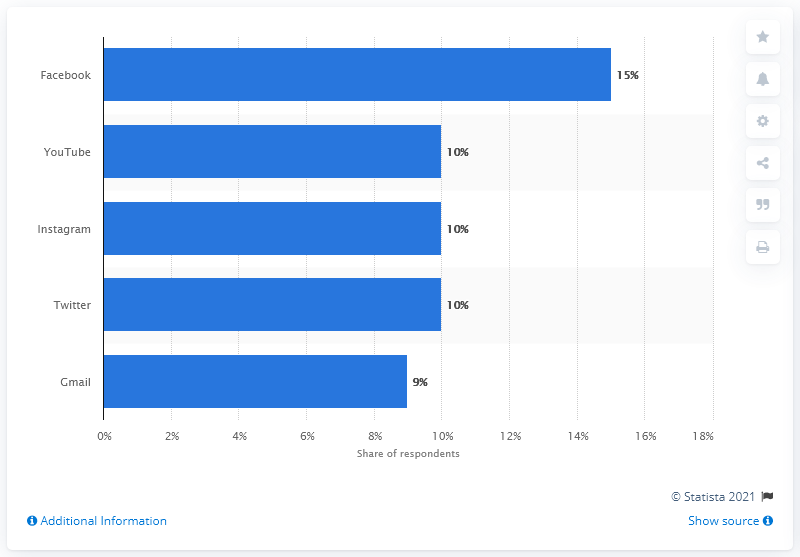 Facebook 15%
YouTube 10%
Instagram 10%
Twitter 10%
Gmail 9%
0% 2% 4% 6% 8% 10% 12% 14% 16% 18%
Share of respondents
© Statista 2021
Additional Information Show source